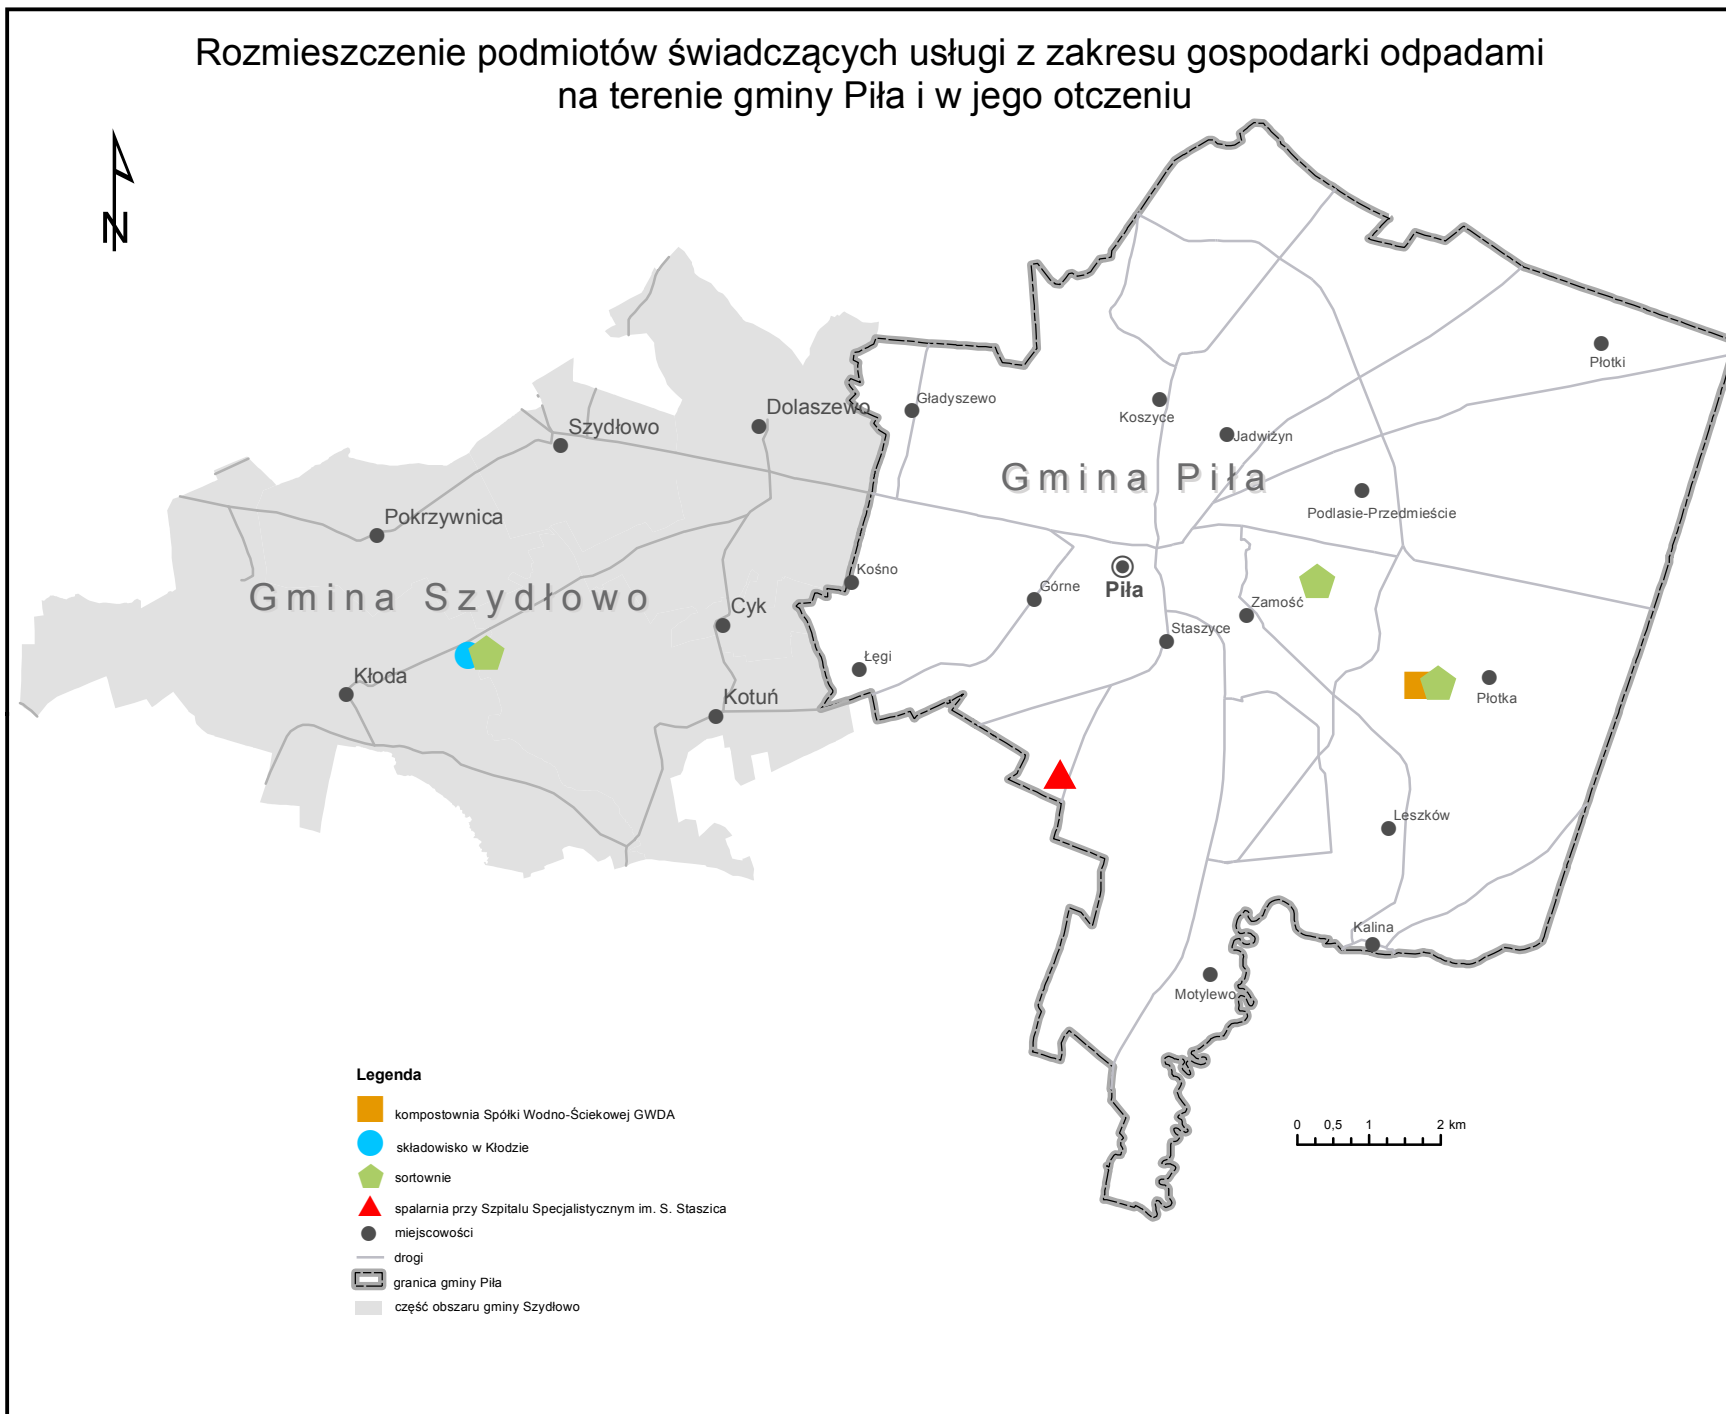 Rozmieszczenie podmiotów świadczących usługi z zakresu gospodarki odpadami
na terenie gminy Piła i w jego otczeniu
N
Płotki
Gładyszewo
Dolaszewo
Koszyce
Szydłowo
Jadwiżyn
Gmina Piła
Podlasie-Przedmieście
Pokrzywnica
Kośno
Górne
Piła
Gmina Szydłowo
Cyk
Zamość
Staszyce
Łęgi
Kłoda
Kotuń
Płotka
Leszków
Kalina
Motylewo
Legenda
kompostownia Spółki Wodno-Ściekowej GWDA
składowisko w Kłodzie
sortownie
spalarnia przy Szpitalu Specjalistycznym im. S. Staszica
miejscowości
drogi
granica gminy Piła
część obszaru gminy Szydłowo
0 0,5 1 2 km